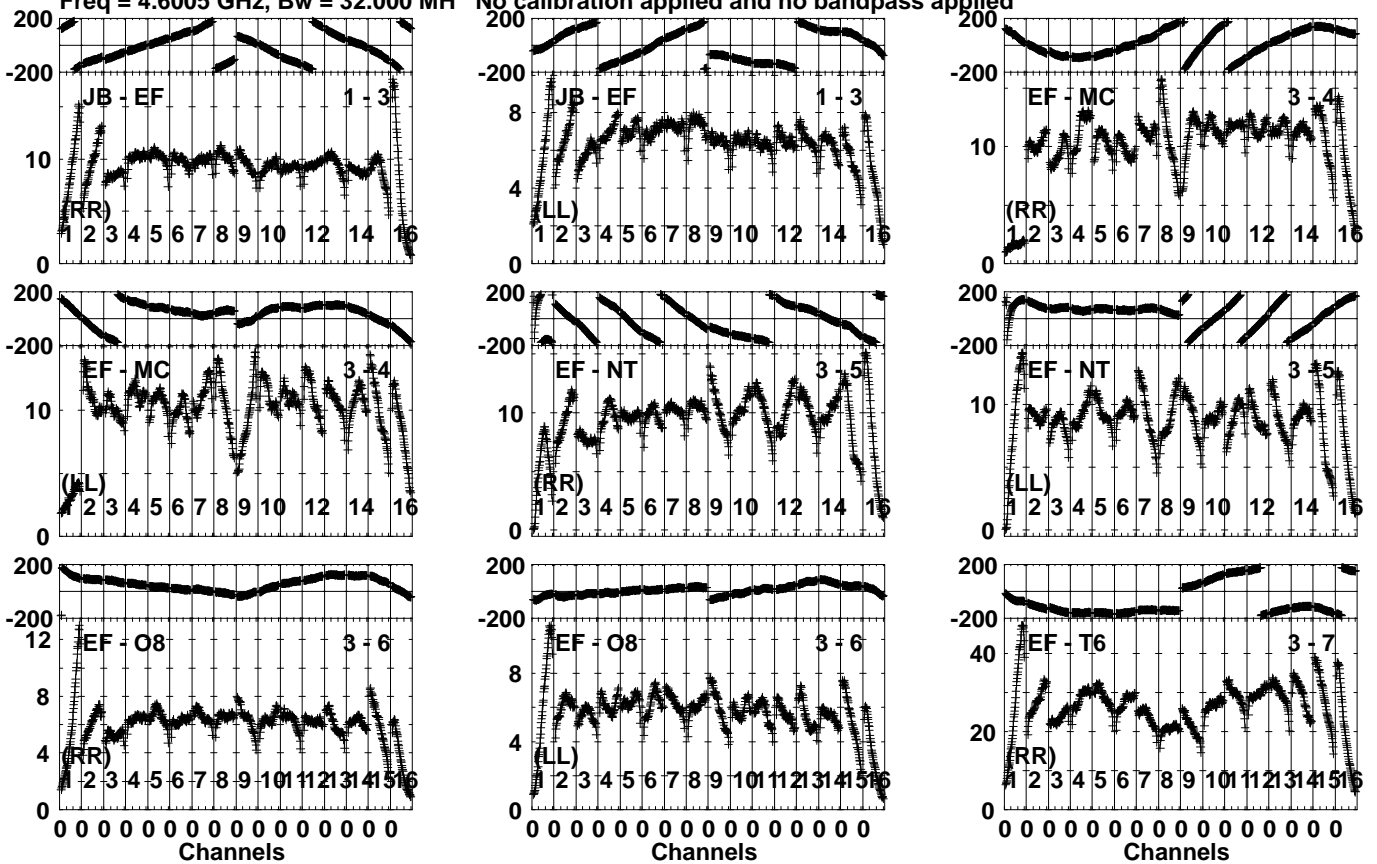 Freq = 4.6005 GHz, Bw = 32.000 MH No calibration applied and no bandpass applied
200 200 200
-200 -200 -200
JB - EF 1 - 3 JB - EF 1 - 3 EF - MC 3 - 4
10 8 10
4
(RR) (LL) (RR)
1 2 3 4 5 6 7 8 9 10 12 14 16 1 2 3 4 5 6 7 8 9 10 12 14 16 1 2 3 4 5 6 7 8 9 10 12 14 16
0 0 0
200 200 200
-200 -200 -200
EF - MC 3 - 4 EF - NT 3 - 5 EF - NT 3 - 5
10 10 10
(LL) (RR) (LL)
1 2 3 4 5 6 7 8 9 10 12 14 16 1 2 3 4 5 6 7 8 9 10 12 14 16 1 2 3 4 5 6 7 8 9 10 12 14 16
0 0 0
200 200 200
-200 -200 -200
12 EF - O8 3 - 6 EF - O8 3 - 6 40 EF - T6 3 - 7
8 8
4 4 20
(RR) (LL) (RR)
1 2 3 4 5 6 7 8 9 10 11 12 13 14 15 16 1 2 3 4 5 6 7 8 9 10 11 12 13 14 15 16 1 2 3 4 5 6 7 8 9 10 11 12 13 14 15 16
0 0 0
0 0 0 0 0 0 0 0 0 0 0 0 0 0 0 0 0 0 0 0 0 0 0 0 0 0 0 0 0 0 0 0 0 0 0 0 0 0 0 0 0 0 0 0 0 0 0 0
Channels Channels Channels